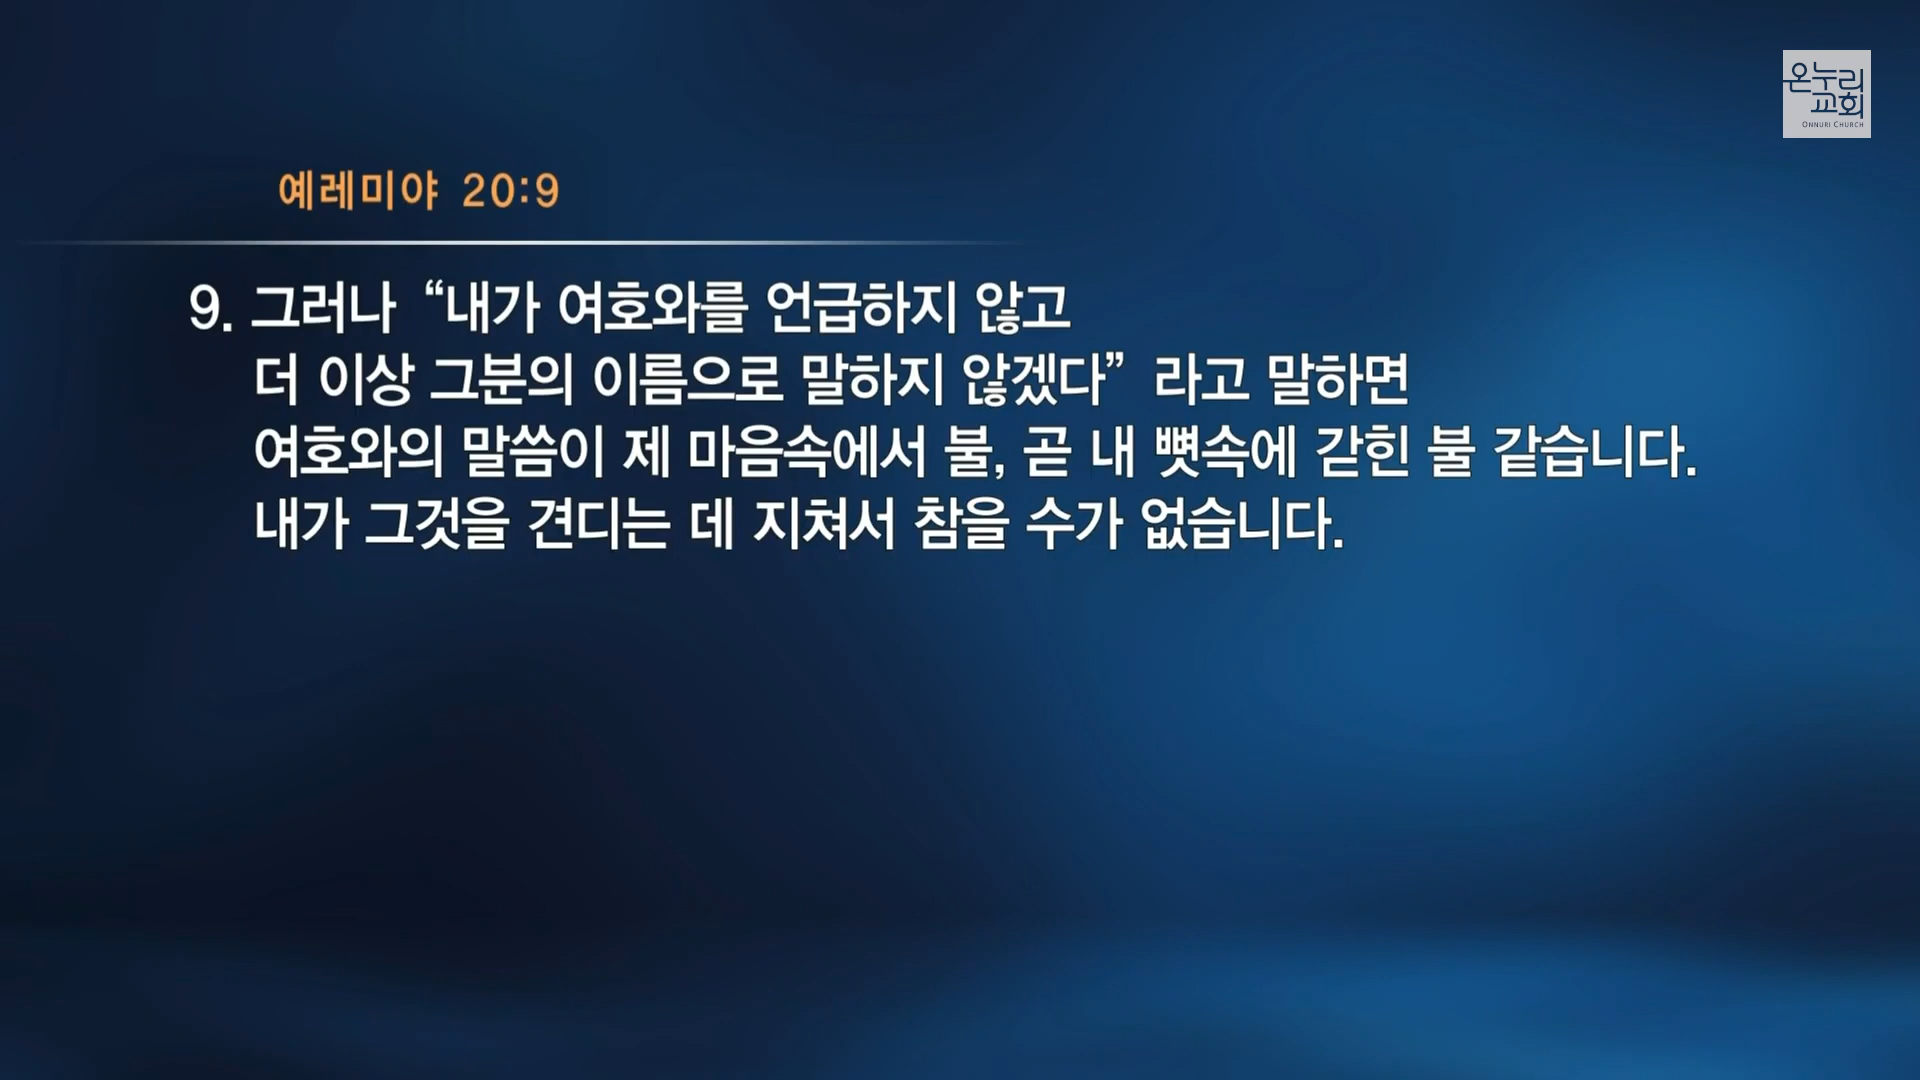 온누리
교회
ONNURI CHURCH
예레미야 20:9
9. 그러나 “내가 여호와를 언급하지 않고
더 이상 그분의 이름으로 말하지 않겠다” 라고 말하면
여호와의 말씀이 제 마음속에서 불, 곧 내 뼛속에 갇힌 불 같습니다.
내가 그것을 견디는 데 지쳐서 참을 수가 없습니다.